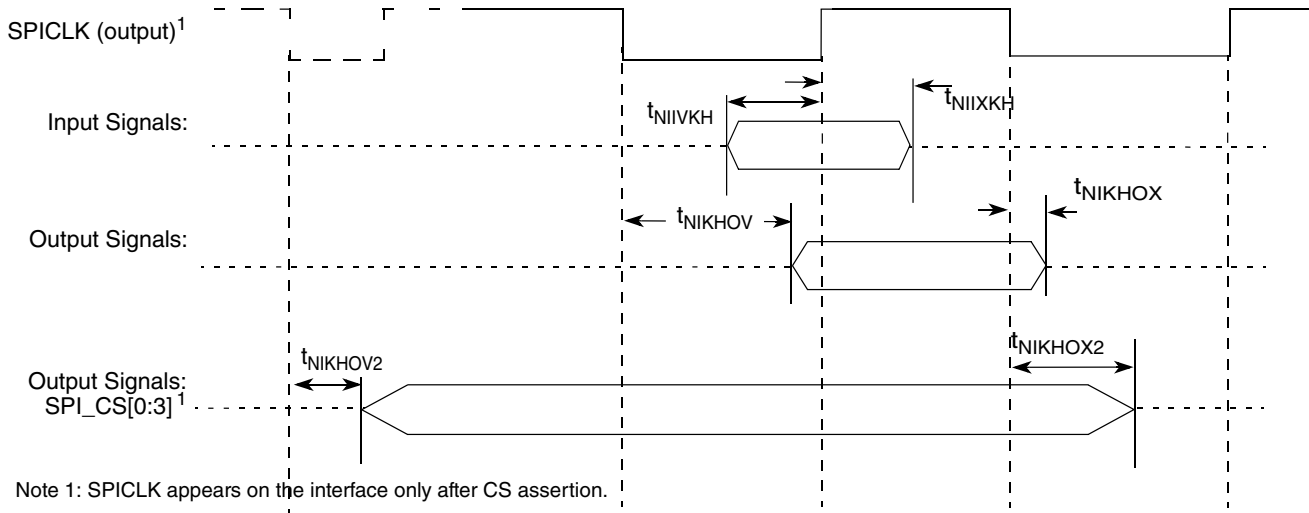 SPICLK (output)1
tNIIVKH
tNIIXKH
Input Signals:
tNIKHOX
tNIKHOV
Output Signals:
tNIKHOV2
tNIKHOX2
Output Signals:
SPI_CS[0:3]1
Note 1: SPICLK appears on the interface only after CS assertion.